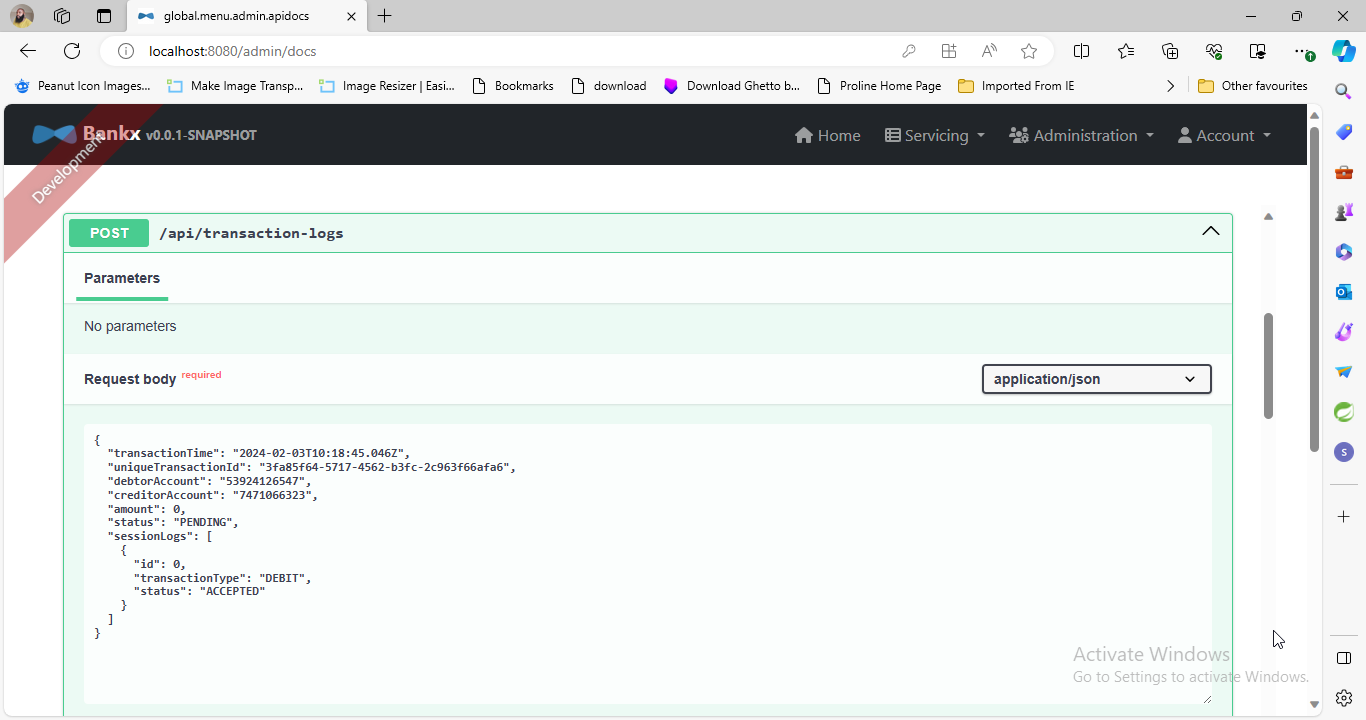 global.menu.admin.apidocs
localhost:8080/admin/docs
Peanut Icon Images...
Make Image Transp...
Image Resizer | Easi...
Bookmarks
download
Download Ghetto b...
Proline Home Page
Imported From IE
Other favourites
Bankx v0.0.1-SNAPSHOT
Development
Home
Servicing
Administration
Account
POST /api/transaction-logs
Parameters
No parameters
Request body required
application/json
{
"transactionTime": "2024-02-03T10:18:45.046Z",
"uniqueTransactionId": "3fa85f64-5717-4562-b3fc-2c963f66afa6",
"debtorAccount": "53924126547",
"creditorAccount": "7471066323",
"amount": 0,
"status": "PENDING",
"sessionLogs": [
{
"id": 0,
"transactionType": "DEBIT",
"status": "ACCEPTED"
}
]
}
Activate Windows
Go to Settings to activate Windows.
S